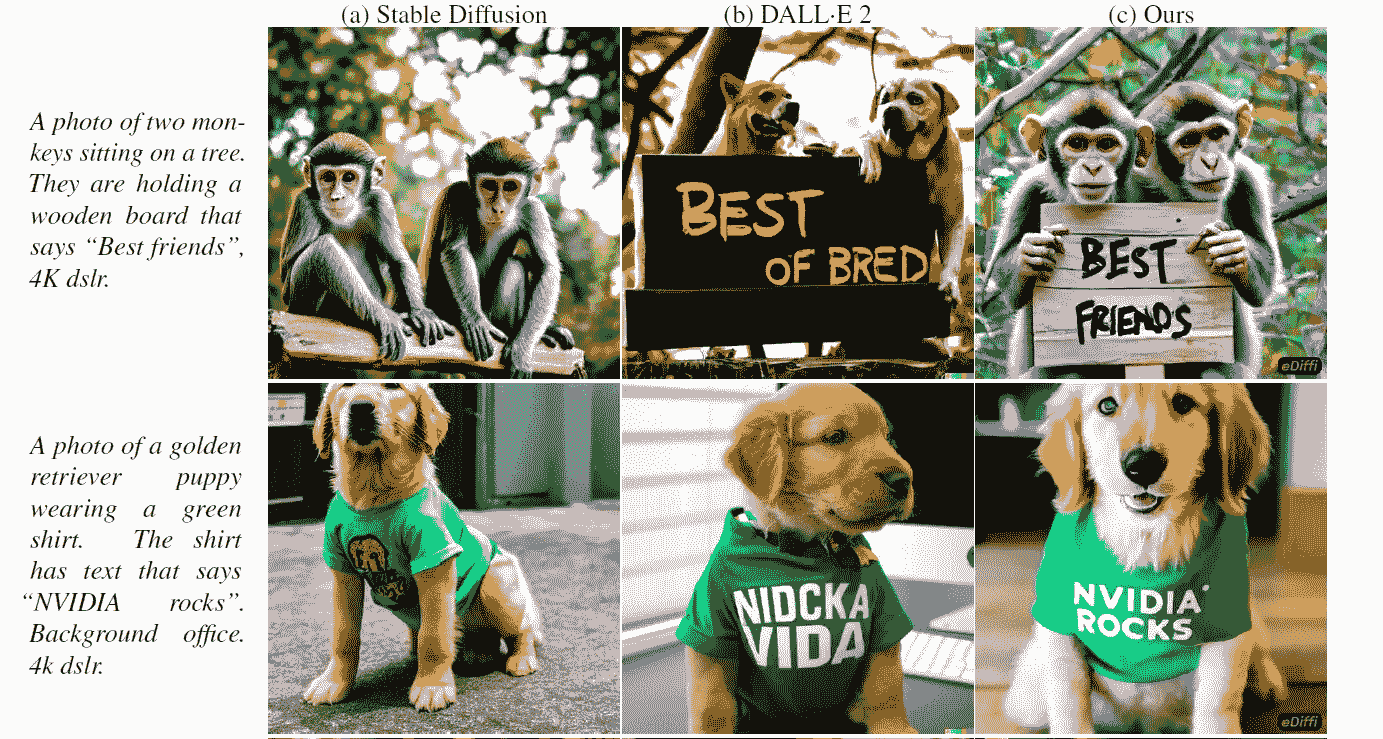 (a) Stable Diffusion
(b) DALL·E 2
(c) Ours
A photo of two mon-
keys sitting on a tree.
They are holding a
wooden board that
says “Best friends”,
4K dslr.
BEST
OF BRED
BEST
FRIENDS
eDiffi
A photo of a golden
retriever puppy
wearing a green
shirt. The shirt
has text that says
“NVIDIA rocks”.
Background office.
4k dslr.
NIDCKA
VIDA
NVIDIA
ROCKS
eDiffi